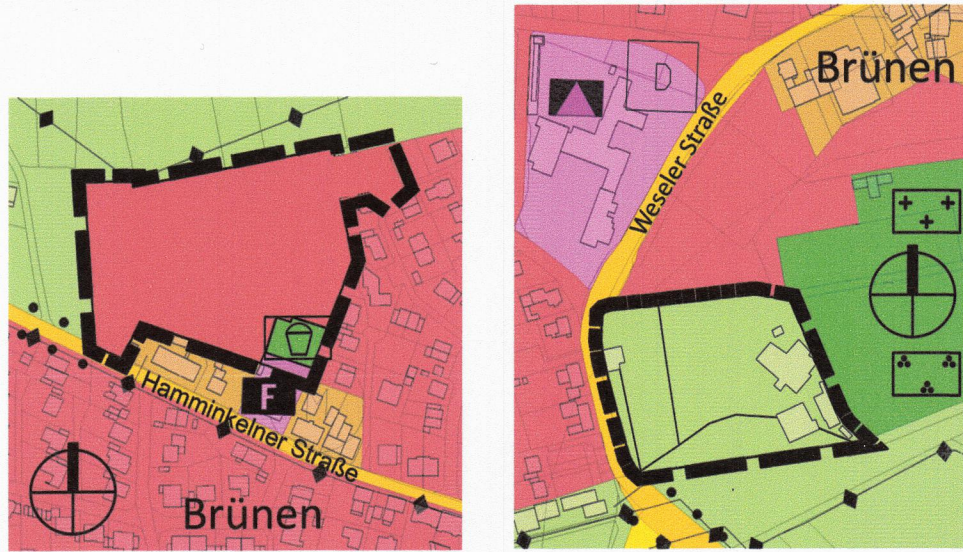 F
Hamminkelner Straße
Brünen
Brünen
Weseler Straße